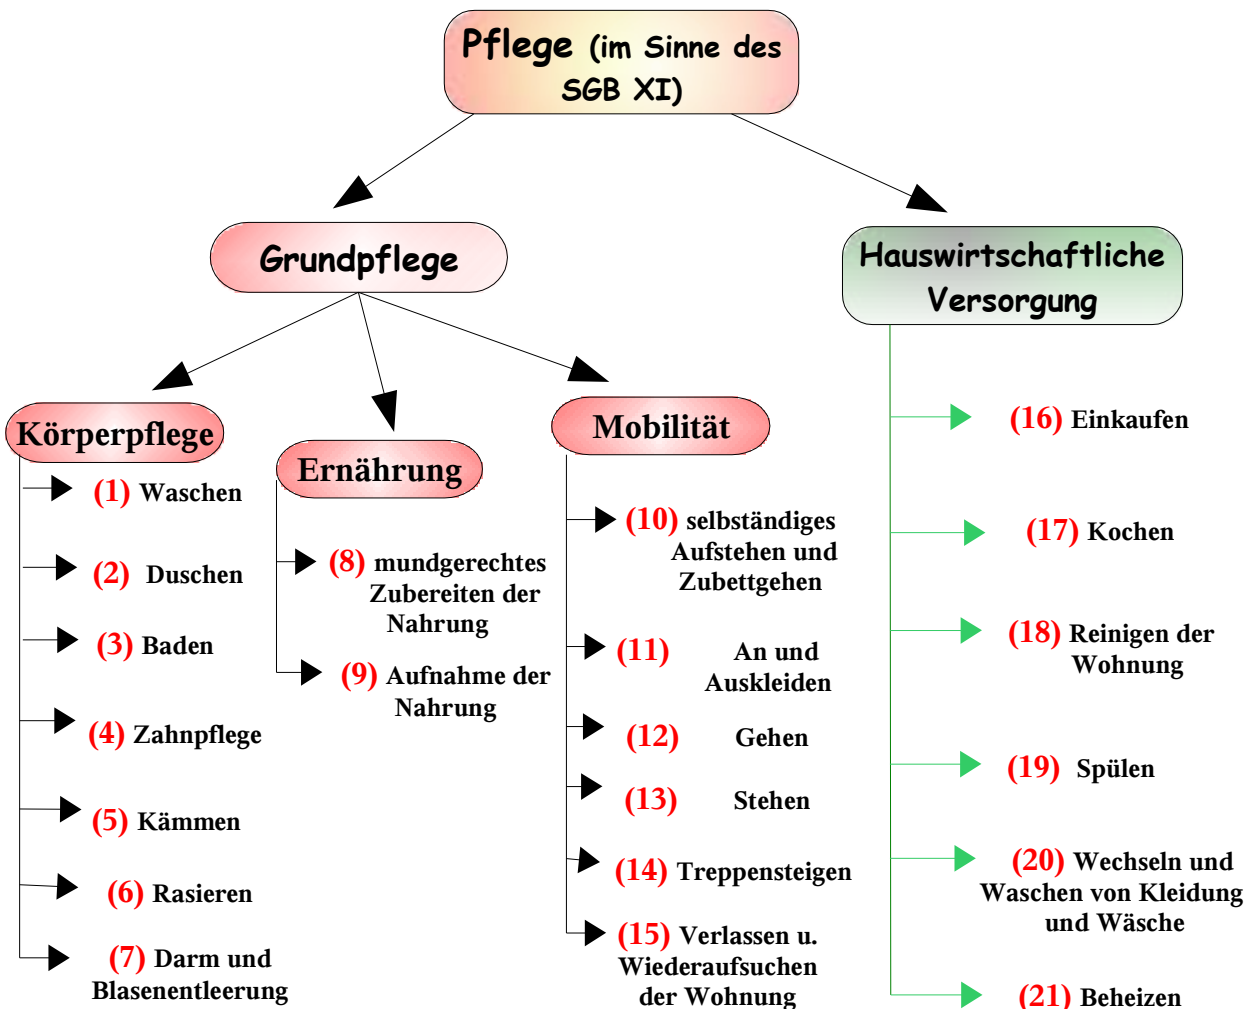 Pflege (im Sinne des
SGB XI)
Grundpflege
Hauswirtschaftliche
Versorgung
Körperpflege
(1) Waschen
(2) Duschen
(3) Baden
(4) Zahnpflege
(5) Kämmen
(6) Rasieren
(7) Darm und
Blasenentleerung
Ernährung
(8) mundgerechtes
Zubereiten der
Nahrung
(9) Aufnahme der
Nahrung
Mobilität
(10) selbständiges
Aufstehen und
Zubettgehen
(11) An und
Auskleiden
(12) Gehen
(13) Stehen
(14) Treppensteigen
(15) Verlassen u.
Wiederaufsuchen
der Wohnung
(16) Einkaufen
(17) Kochen
(18) Reinigen der
Wohnung
(19) Spülen
(20) Wechseln und
Waschen von Kleidung
und Wäsche
(21) Beheizen